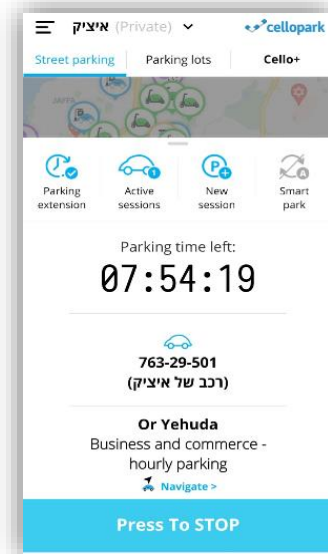 איציק (Private) cellopark
Street parking Parking lots Cello+
JAFFA
Parking extension
Active sessions
New session
Smart park
Parking time left:
07:54:19
763-29-501
(רכב של איציק)
Or Yehuda
Business and commerce -
hourly parking
Navigate >
Press To STOP